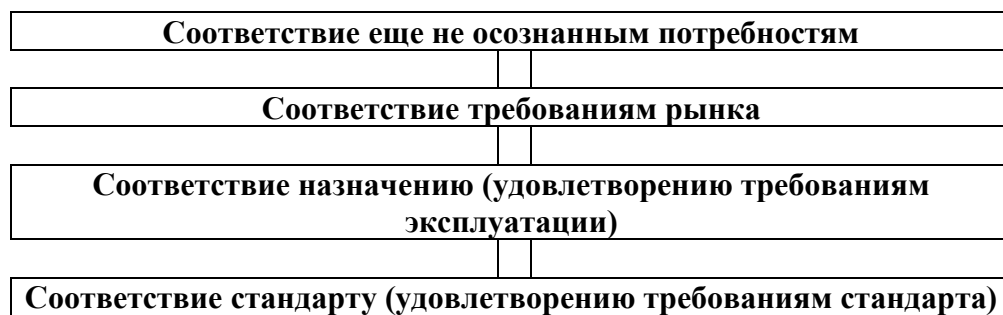 Соответствие еще не осознанным потребностям
Соответствие требованиям рынка
Соответствие назначению (удовлетворению требованиям
эксплуатации)
Соответствие стандарту (удовлетворению требованиям стандарта)